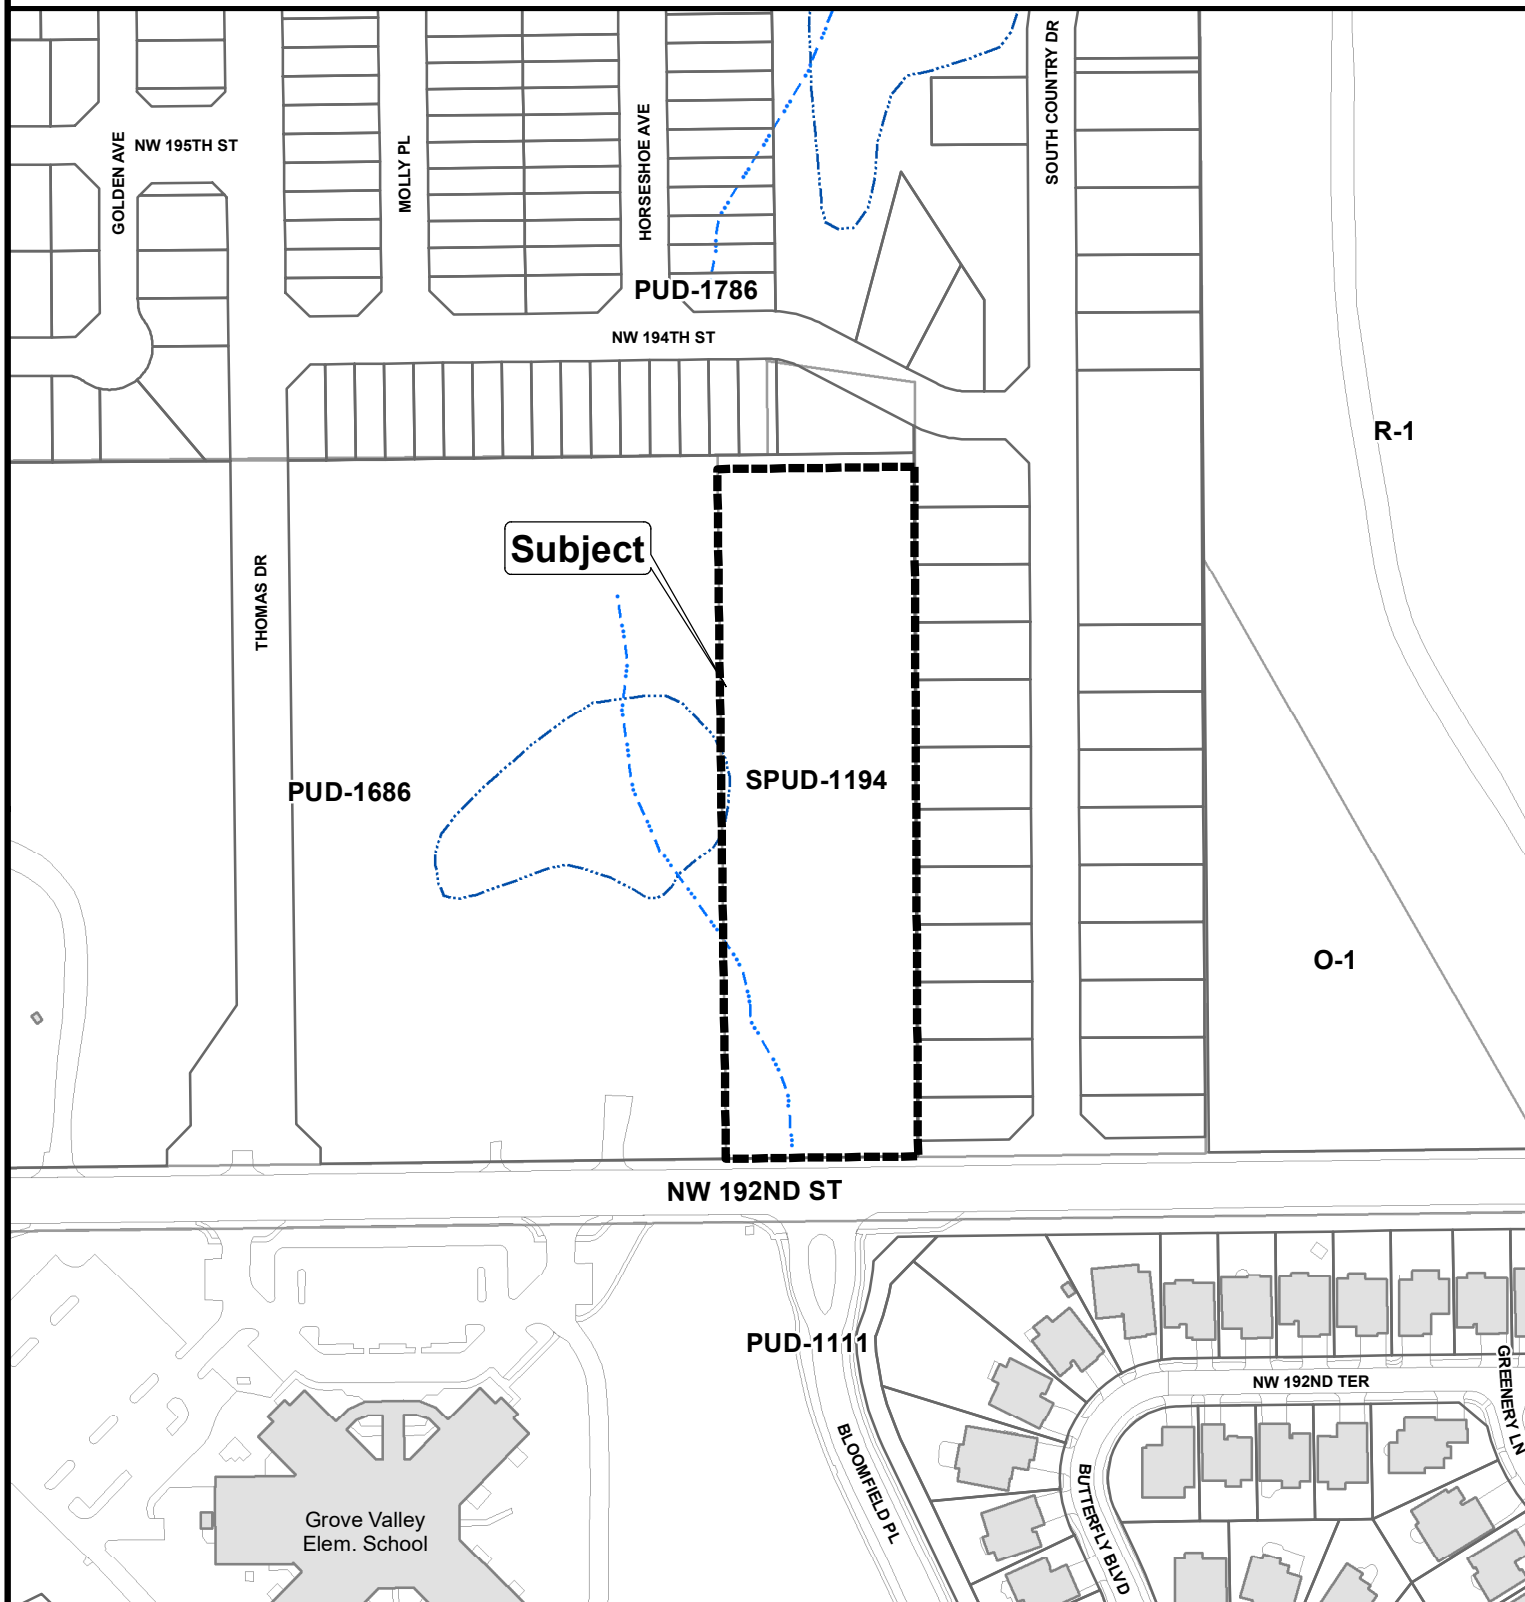 SOUTH COUNTRY DR
GOLDEN AVE
NW 195TH ST
MOLLY PL
HORSESHOE AVE
PUD-1786
NW 194TH ST
R-1
Subject
THOMAS DR
PUD-1686
SPUD-1194
O-1
NW 192ND ST
PUD-1111
NW 192ND TER
GREENERY LN
BLOOMFIELD PL
BUTTERFLY BLVD
Grove Valley
Elem. School